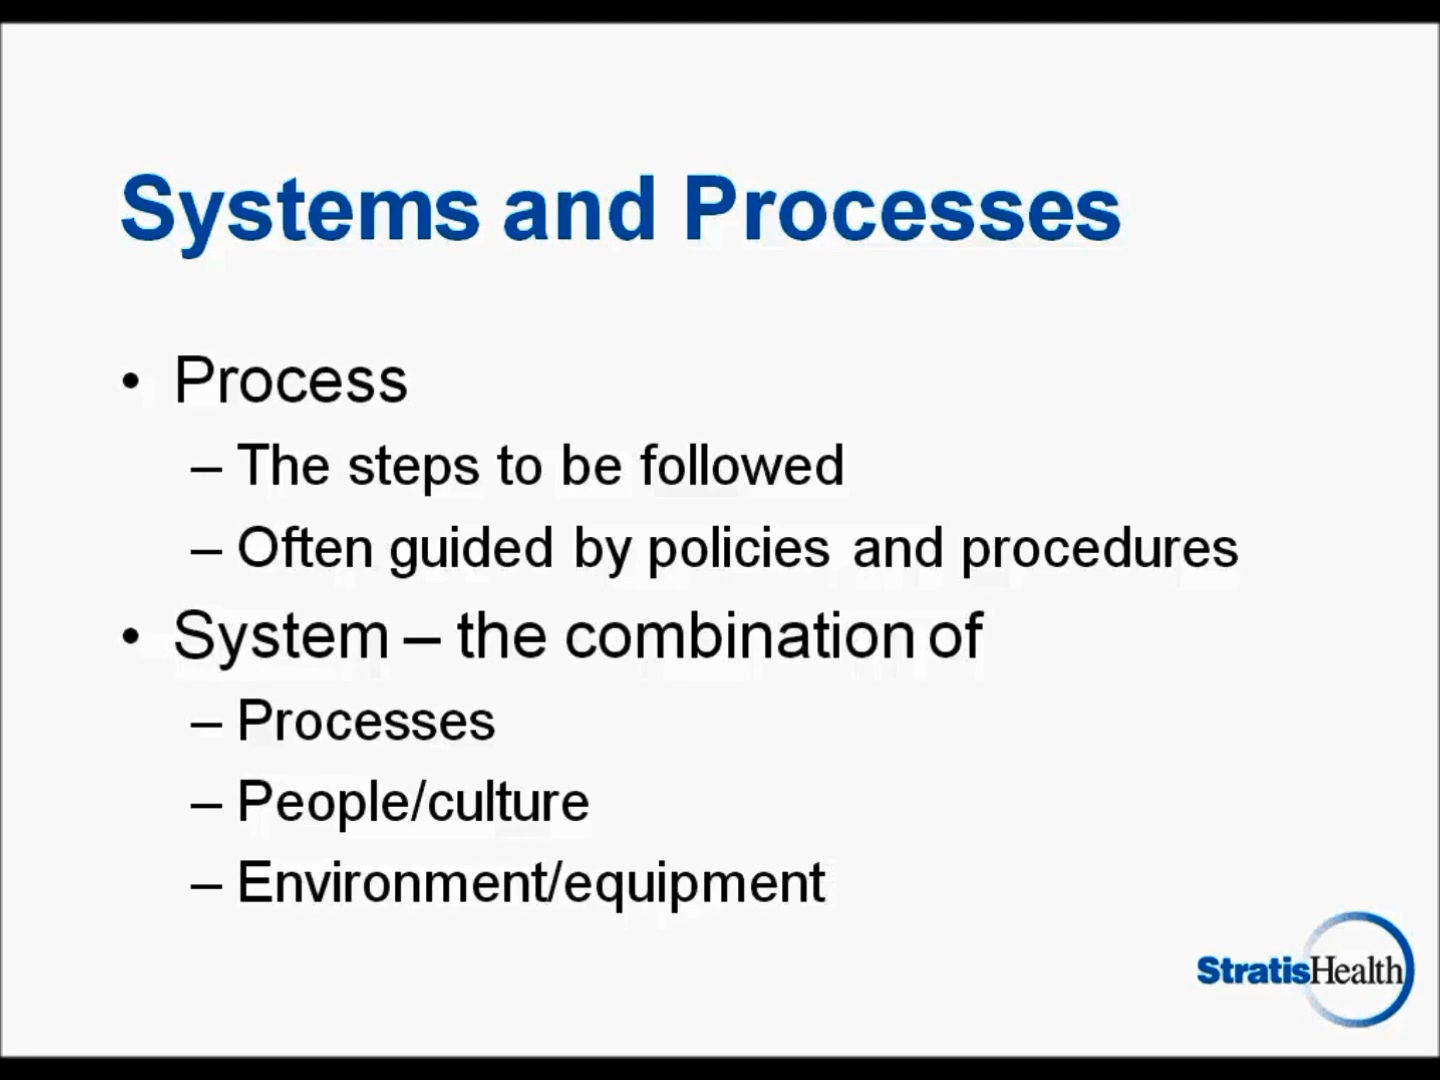 Systems and Processes
• Process
– The steps to be followed
– Often guided by policies and procedures
• System – the combination of
– Processes
– People/culture
– Environment/equipment
StratisHealth